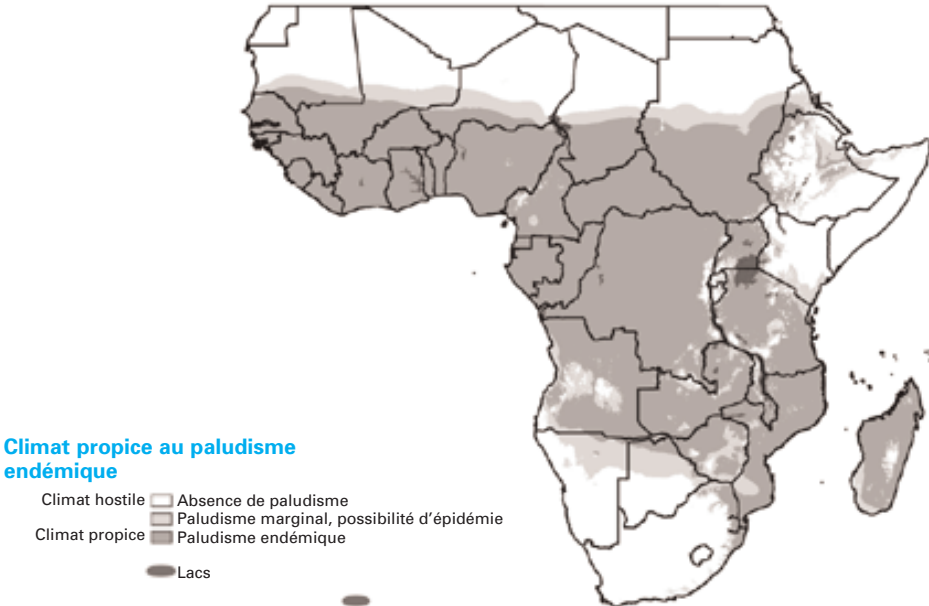 Climat propice au paludisme
endémique
Climat hostile Absence de paludisme
Paludisme marginal, possibilité d'épidémie
Climat propice Paludisme endémique
Lacs